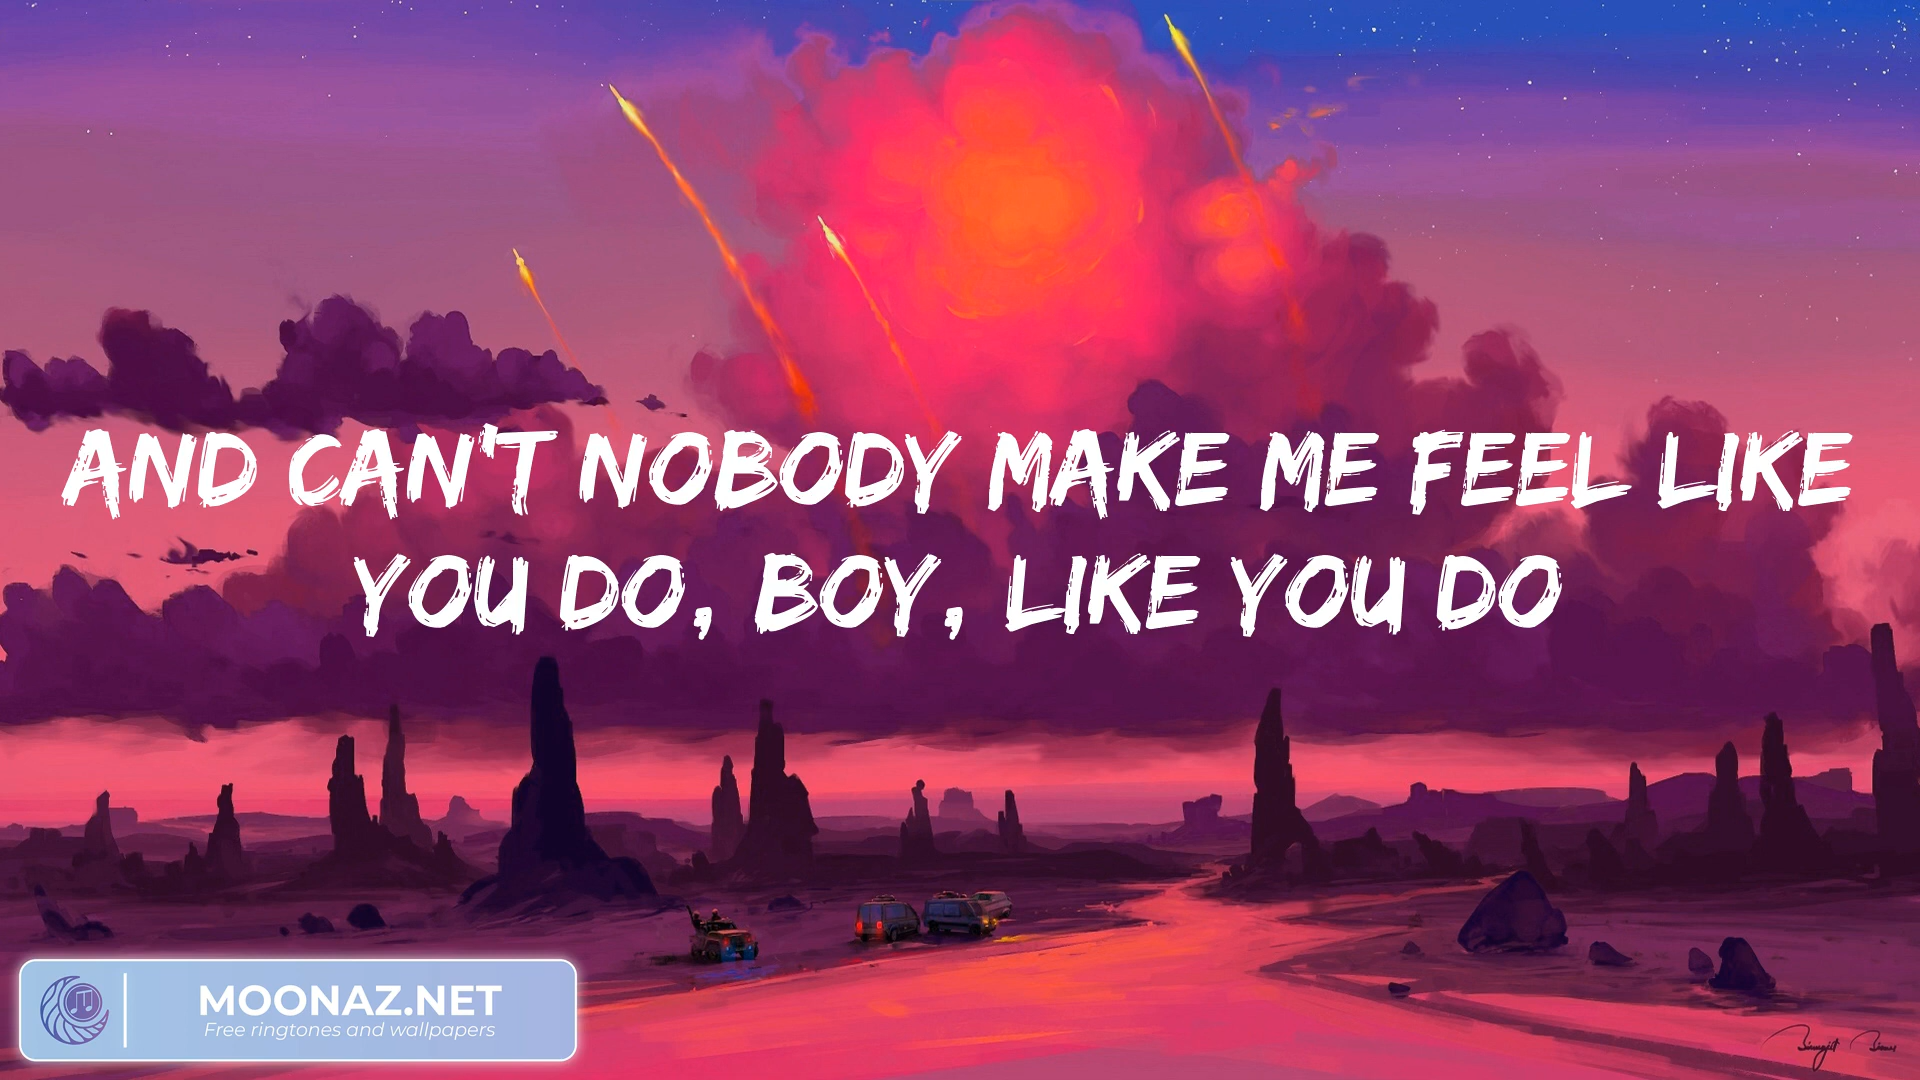 AND CAN'T NOBODY MAKE ME FEEL LIKE
YOU DO, BOY, LIKE YOU DO
MOONAZ.NET
Free ringtones and wallpapers